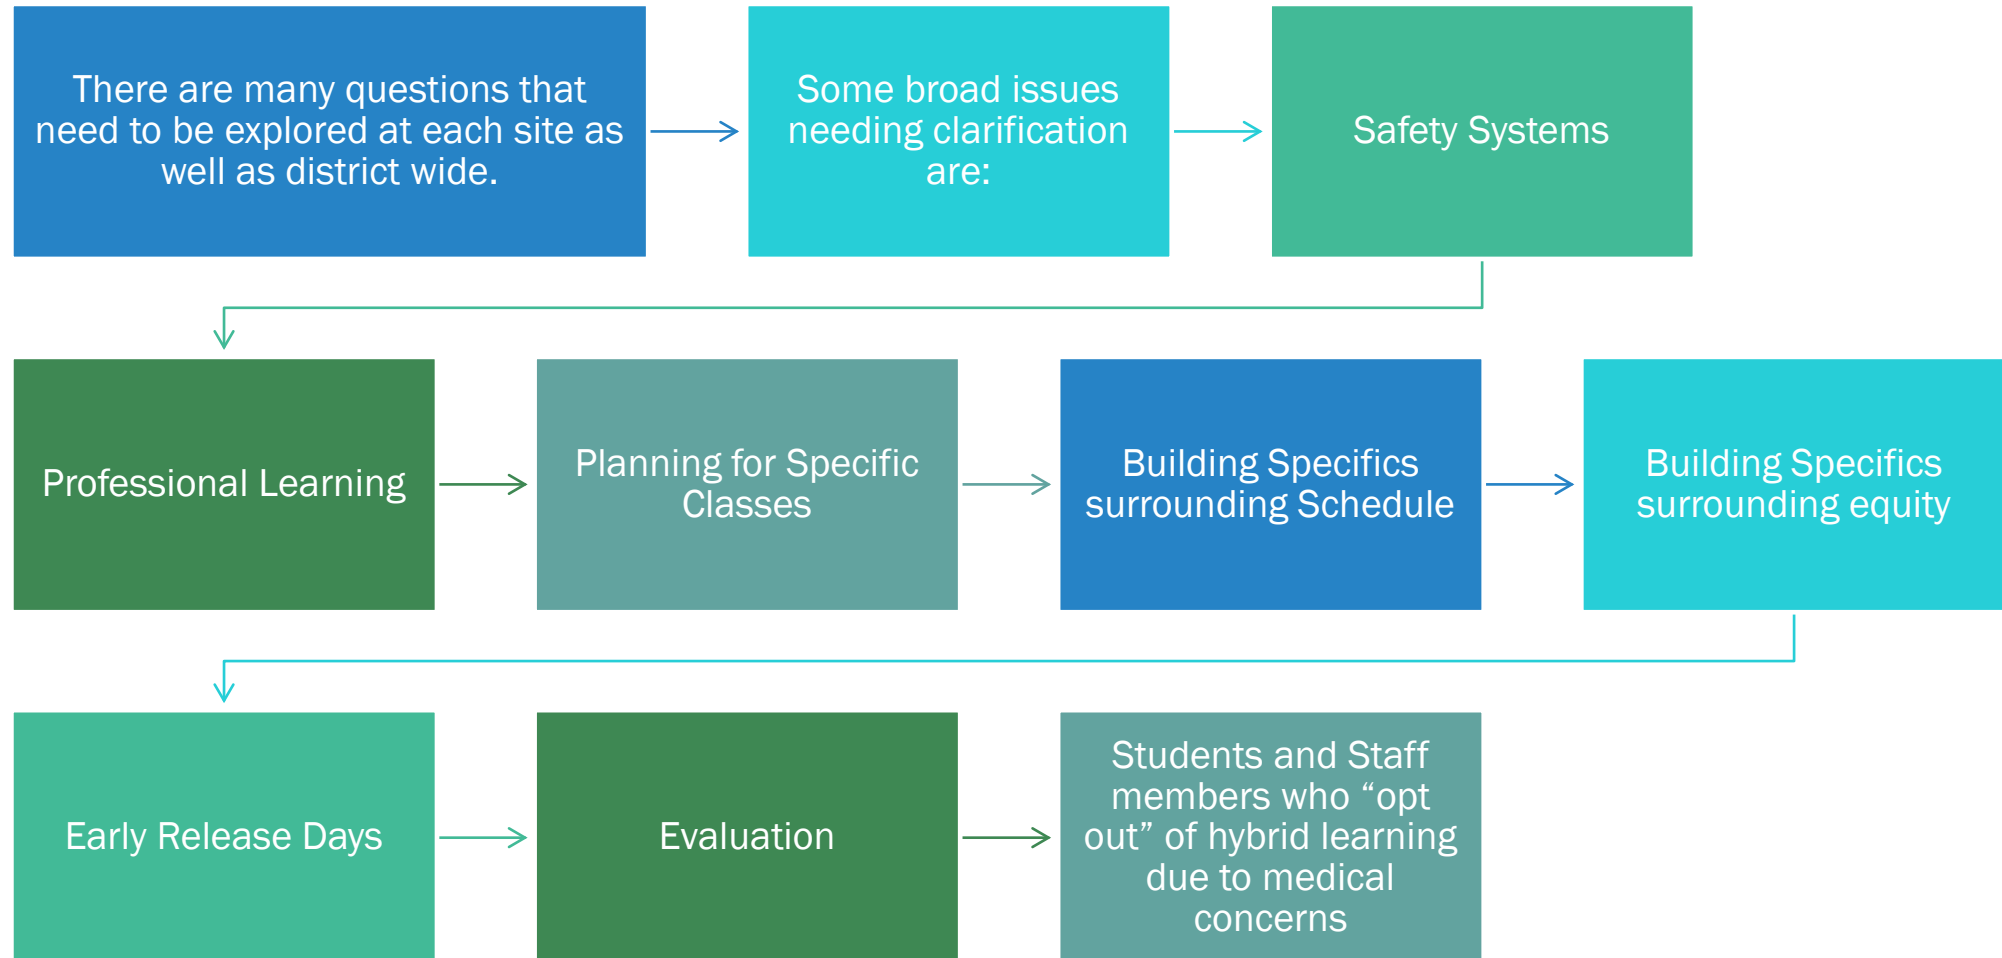 There are many questions that
need to be explored at each site as
well as district wide.
Some broad issues
needing clarification
are:
Safety Systems
Professional Learning
Planning for Specific
Classes
Building Specifics
surrounding Schedule
Building Specifics
surrounding equity
Early Release Days
Evaluation
Students and Staff
members who “opt
out” of hybrid learning
due to medical
concerns